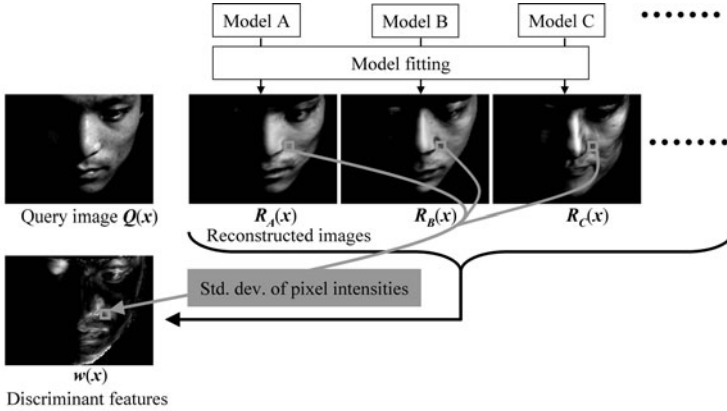 Model A
Model B
Model C
Model fitting
Query image Q(x)
R_A(x)
R_B(x)
R_C(x)
Reconstructed images
Std. dev. of pixel intensities
w(x)
Discriminant features